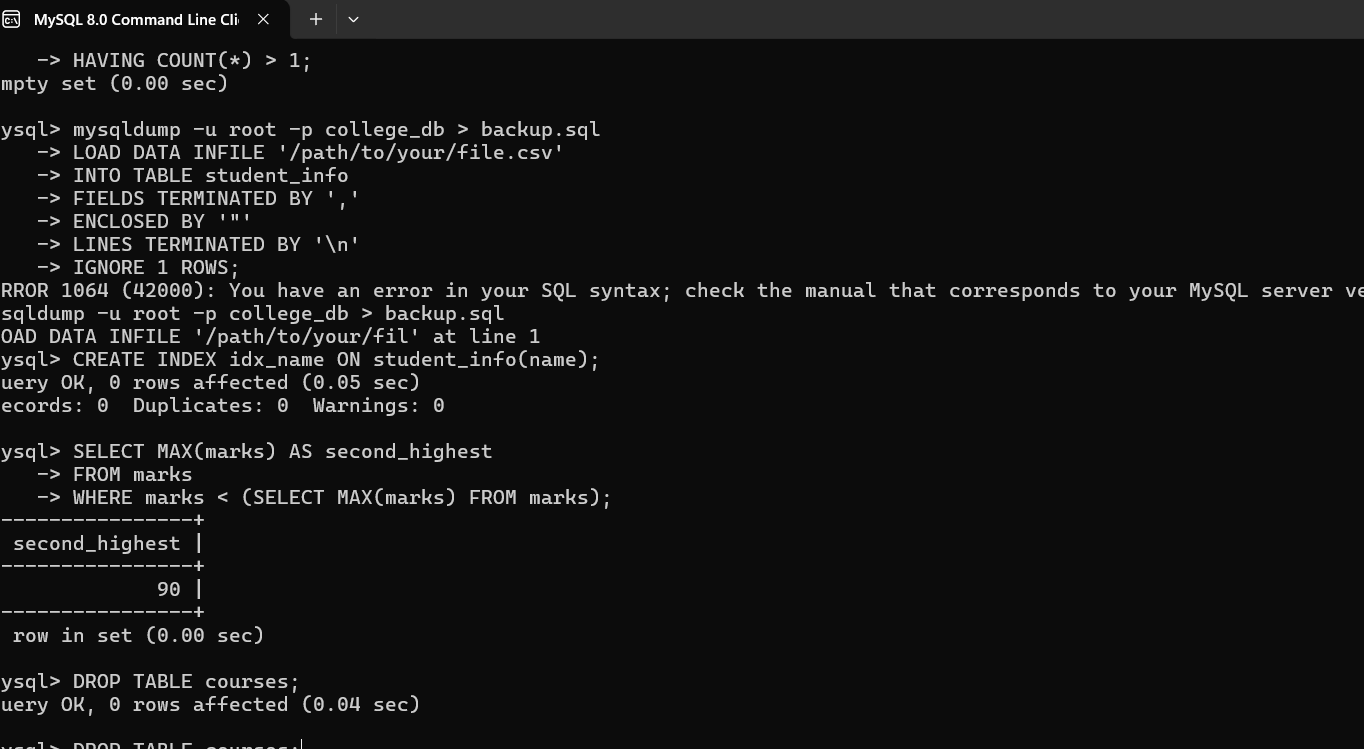 MySQL 8.0 Command Line Cli
-> HAVING COUNT(*) > 1;
mpty set (0.00 sec)
ysql> mysqldump -u root -p college_db > backup.sql
-> LOAD DATA INFILE '/path/to/your/file.csv'
-> INTO TABLE student_info
-> FIELDS TERMINATED BY ','
-> ENCLOSED BY '"'
-> LINES TERMINATED BY '\n'
-> IGNORE 1 ROWS;
RROR 1064 (42000): You have an error in your SQL syntax; check the manual that corresponds to your MySQL server ve
sqldump -u root -p college_db > backup.sql
OAD DATA INFILE '/path/to/your/fil' at line 1
ysql> CREATE INDEX idx_name ON student_info(name);
uery OK, 0 rows affected (0.05 sec)
ecords: 0  Duplicates: 0  Warnings: 0
ysql> SELECT MAX(marks) AS second_highest
-> FROM marks
-> WHERE marks < (SELECT MAX(marks) FROM marks);
----------------+
second_highest |
----------------+
90 |
----------------+
row in set (0.00 sec)
ysql> DROP TABLE courses;
uery OK, 0 rows affected (0.04 sec)
ysql> DROP TABLE courses;